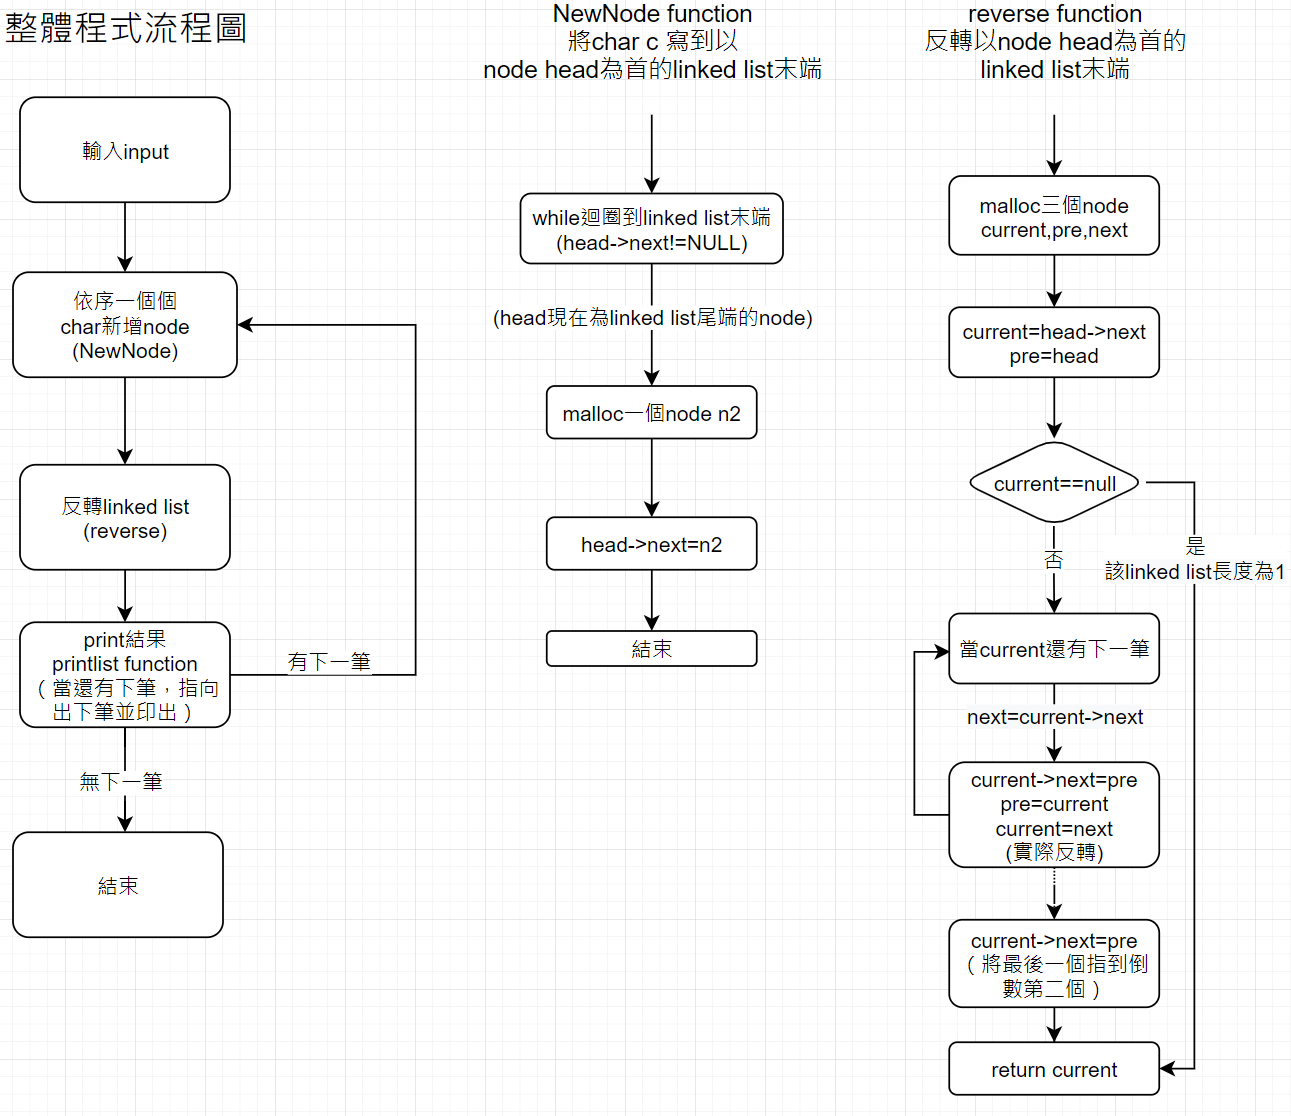 整體程式流程圖
輸入input
依序一個個
char新增node
(NewNode)
反轉linked list
(reverse)
print結果
printlist function
（當還有下筆，指向
出下筆並印出）
有下一筆
無下一筆
結束
NewNode function
將char c 寫到以
node head為首的linked list末端
while迴圈到linked list末端
(head->next!=NULL)
(head現在為linked list尾端的node)
malloc一個node n2
head->next=n2
結束
reverse function
反轉以node head為首的
linked list末端
malloc三個node
current,pre,next
current=head->next
pre=head
current==null
否
是
該linked list長度為1
當current還有下一筆
next=current->next
current->next=pre
pre=current
current=next
(實際反轉)
current->next=pre
（將最後一個指到倒
數第二個）
return current